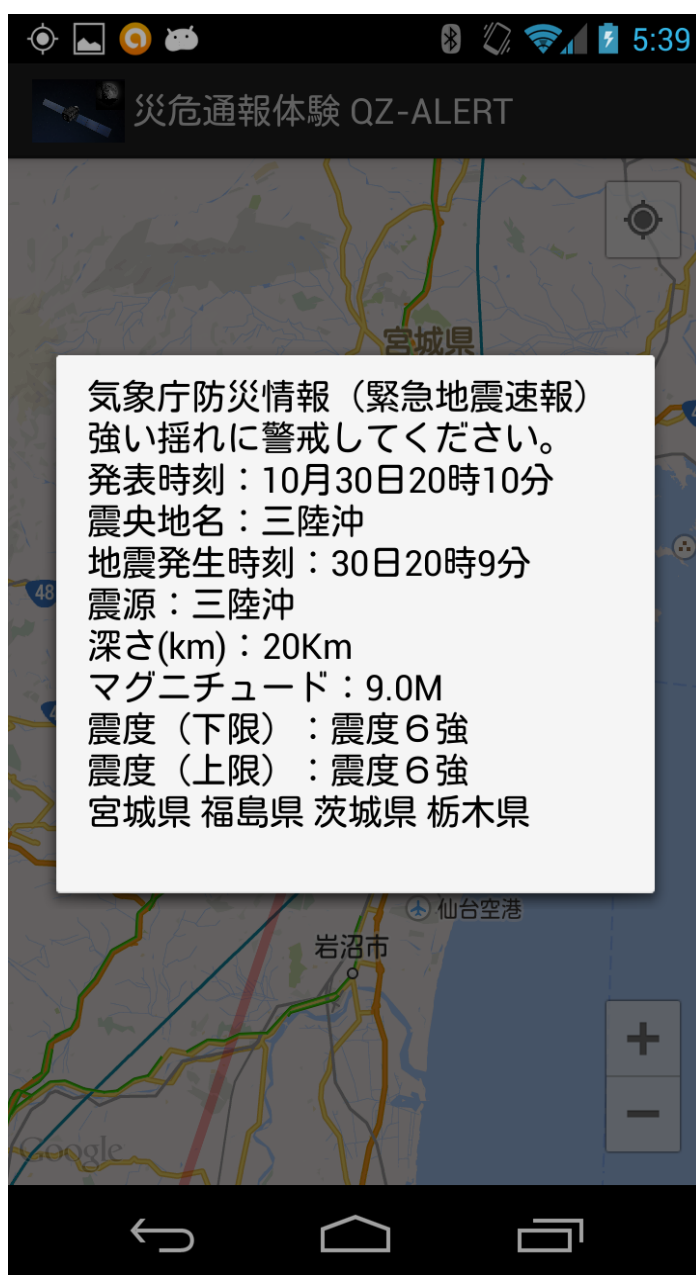 5:39
災危通報体験 QZ-ALERT
宮城県
気象庁防災情報（緊急地震速報）
強い揺れに警戒してください。
発表時刻：10月30日20時10分
震央地名：三陸沖
地震発生時刻：30日20時9分
震源：三陸沖
深さ(km)：20Km
マグニチュード：9.0M
震度（下限）：震度６強
震度（上限）：震度６強
宮城県 福島県 茨城県 栃木県
48
仙台空港
岩沼市
+
−
Google